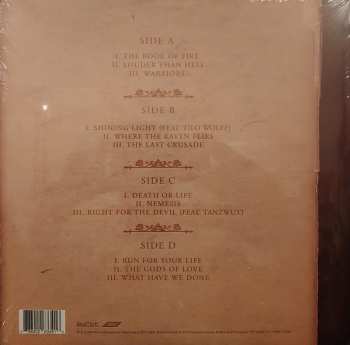 SIDE A
I. THE BOOK OF FIRE
II. SHUDER THAN HELL
III. WARRIORS
SIDE B
I. SHINING LIGHT (FEAT. TILO WOLFF)
II. WHERE THE RAVEN FLIES
III. THE LAST CRUSADE
SIDE C
I. DEATH OR LIFE
II. NEMESIS
III. RIGHT FOR THE DEVIL (FEAT. TANZWUT)
SIDE D
I. RUN FOR YOUR LIFE
II. THE GODS OF LOVE
III. WHAT HAVE WE DONE